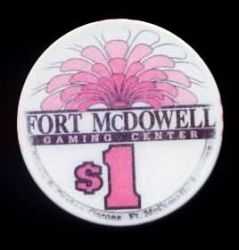 FORT MCDOWELL
GAMING CENTER
$1